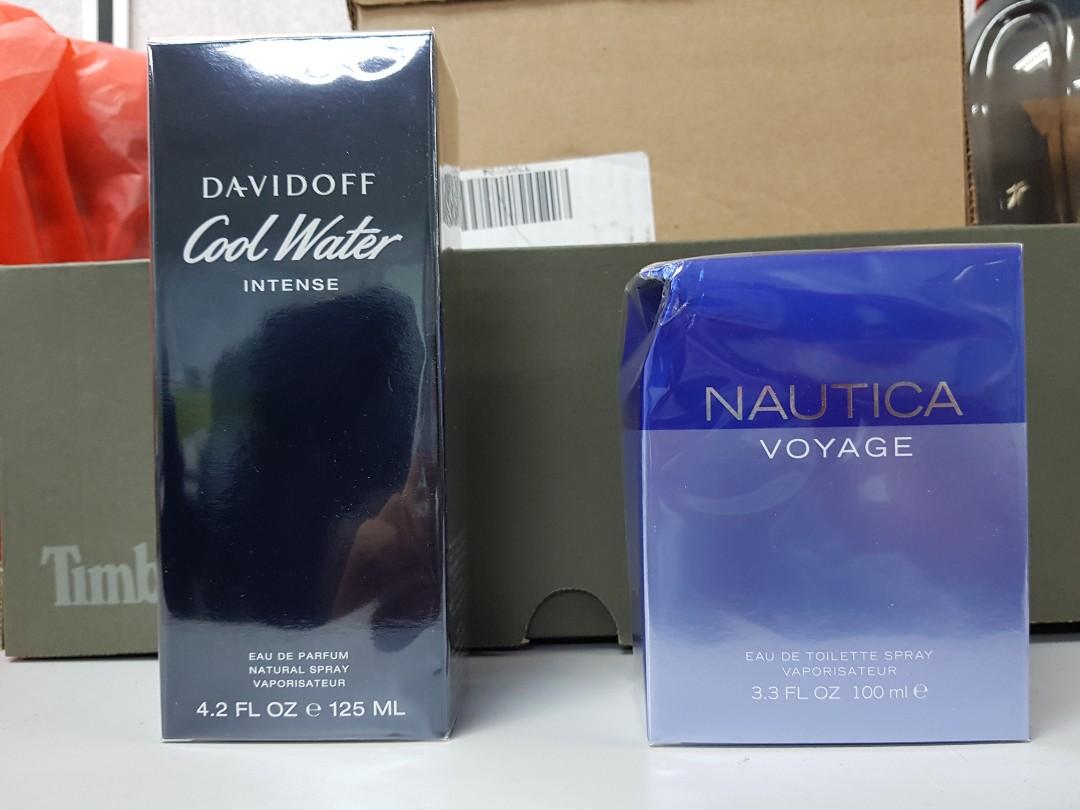 DAVIDOFF
Cool Water
INTENSE
EAU DE PARFUM
NATURAL SPRAY
VAPORISATEUR
4.2 FL OZ ℮ 125 ML
NAUTICA
VOYAGE
EAU DE TOILETTE SPRAY
VAPORISATEUR
3.3 FL OZ 100 ml ℮
Timb